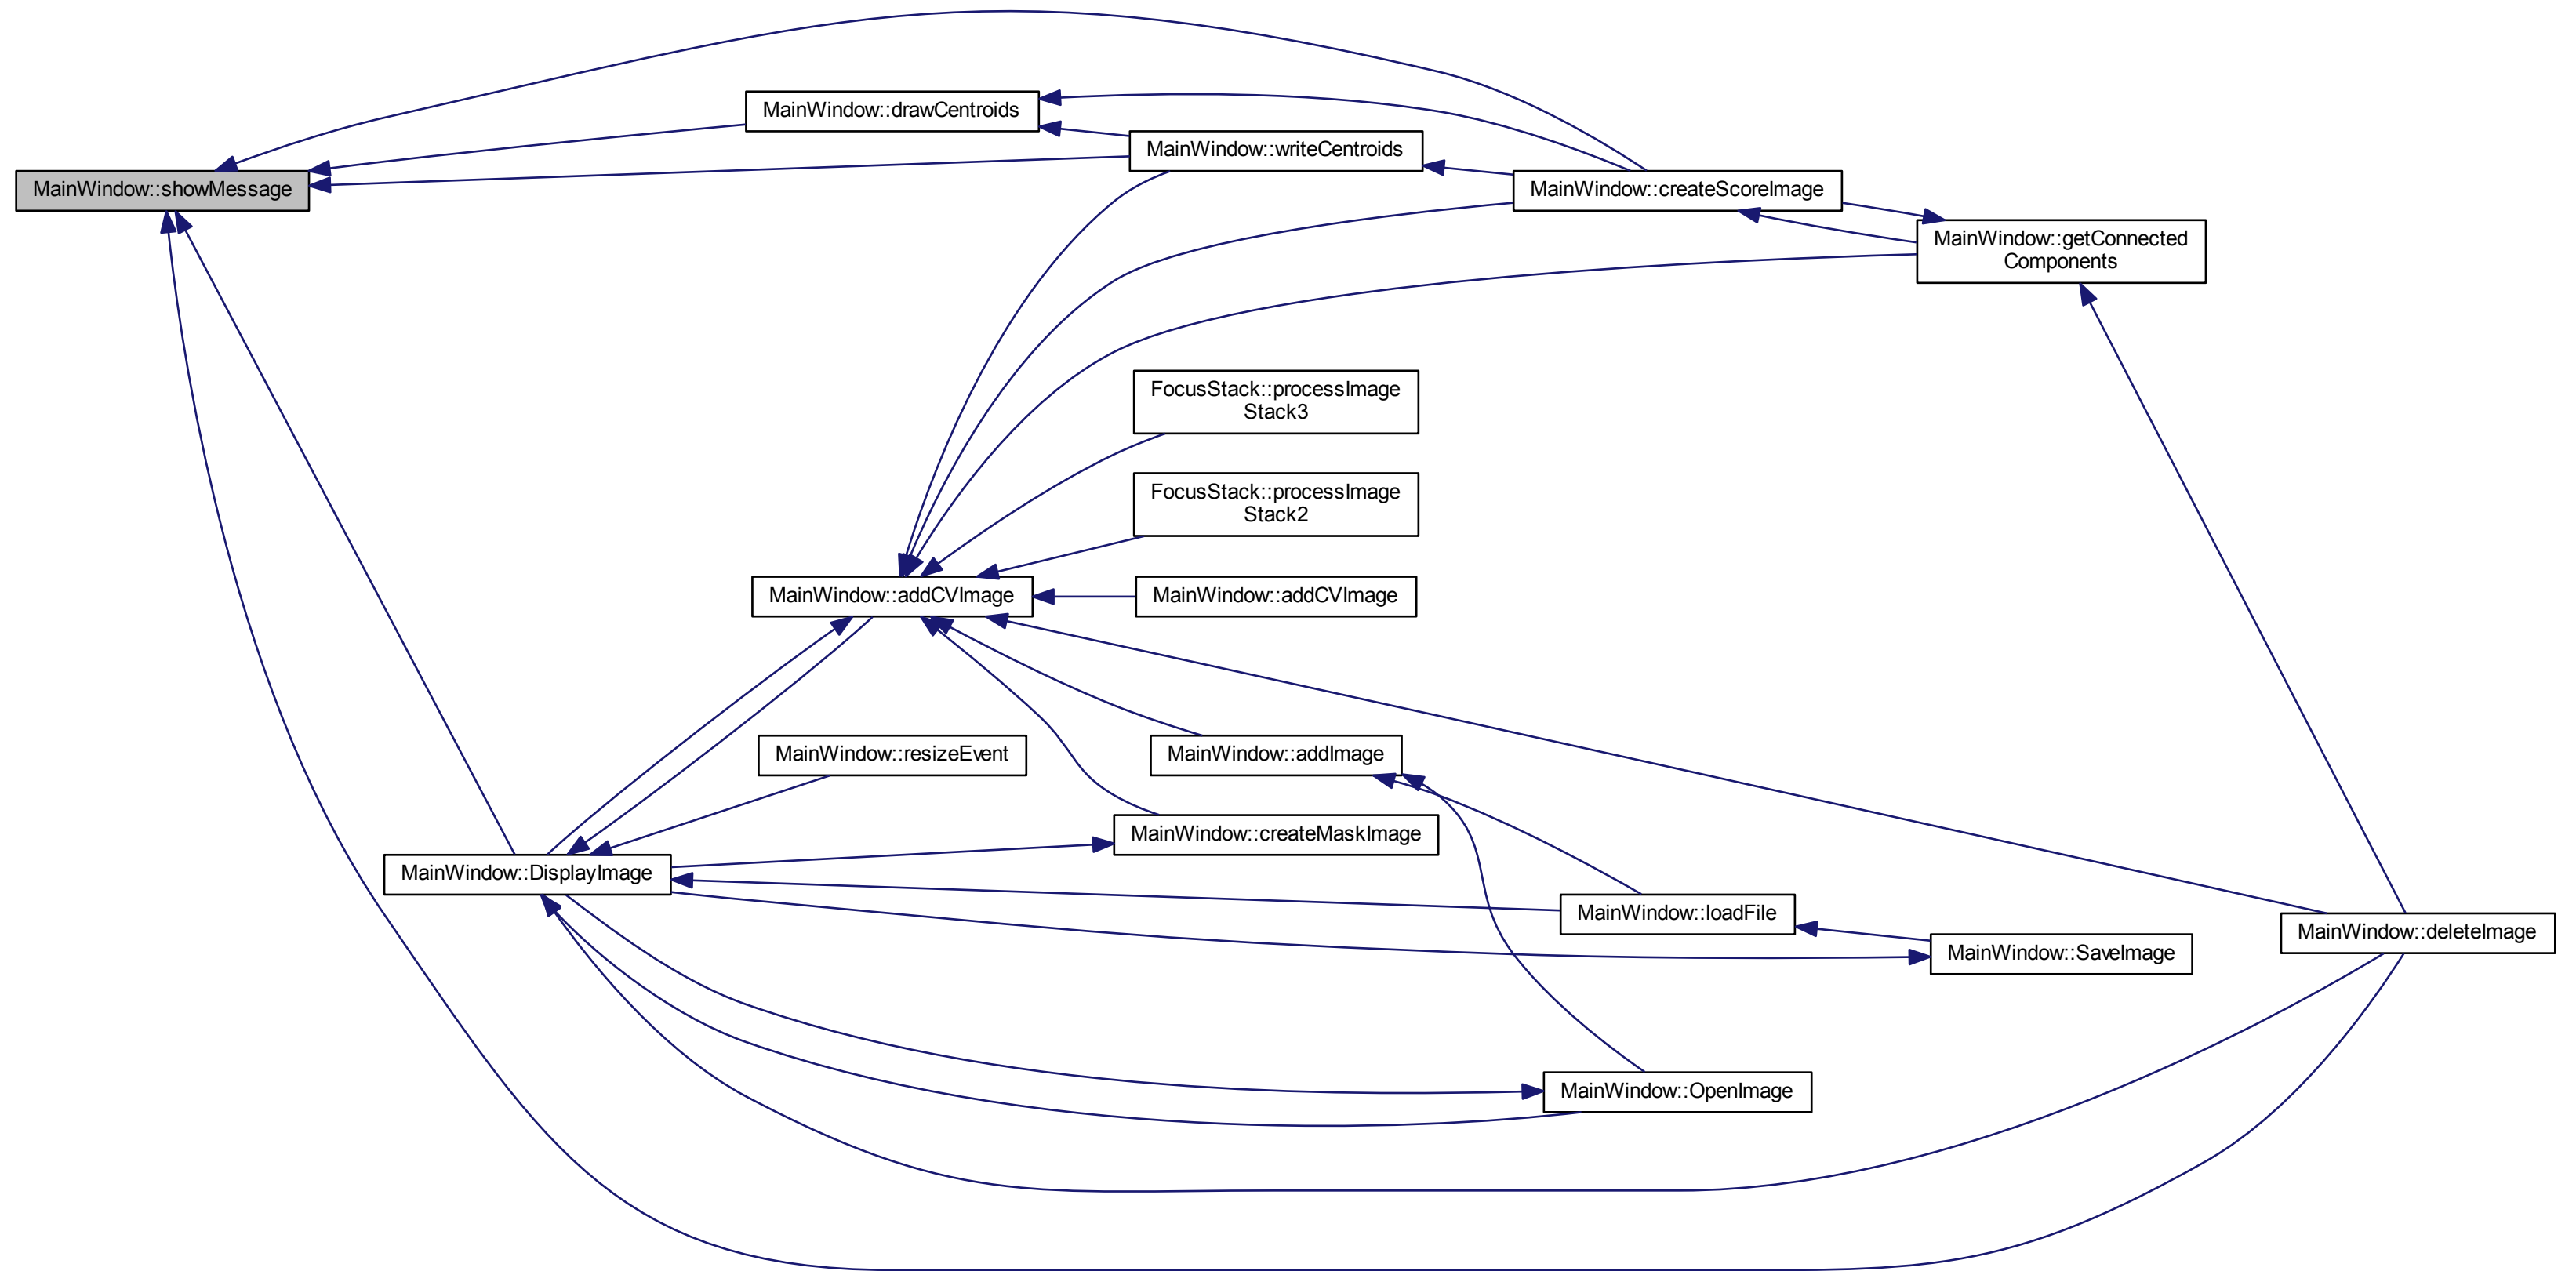 MainWindow::drawCentroids
MainWindow::writeCentroids
MainWindow::showMessage
MainWindow::createScoreImage
MainWindow::getConnected
Components
FocusStack::processImage
Stack3
FocusStack::processImage
Stack2
MainWindow::addCVImage
MainWindow::addCVImage
MainWindow::resizeEvent
MainWindow::addImage
MainWindow::createMaskImage
MainWindow::DisplayImage
MainWindow::loadFile
MainWindow::deleteImage
MainWindow::SaveImage
MainWindow::OpenImage